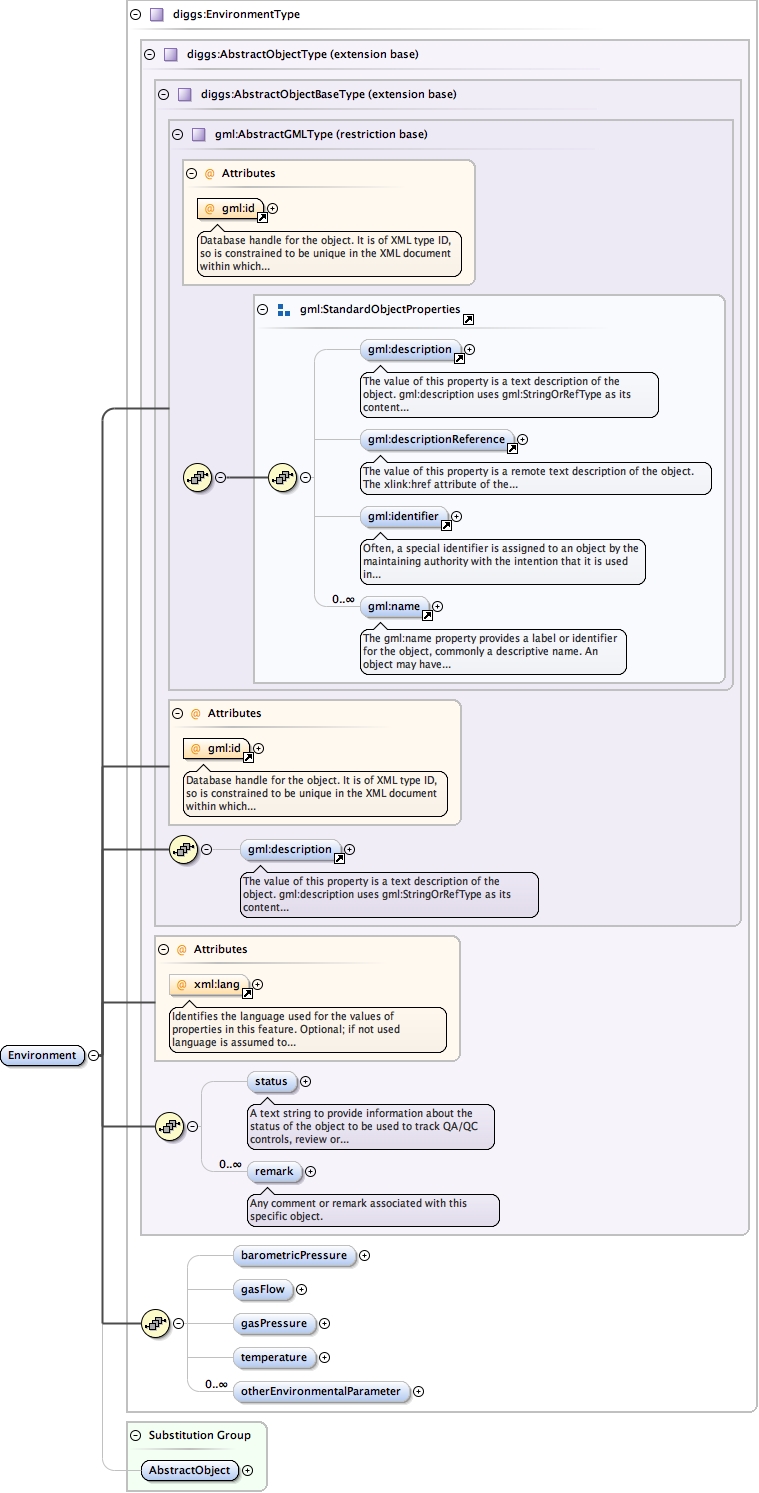 diggs:EnvironmentType
diggs:AbstractObjectType (extension base)
diggs:AbstractObjectBaseType (extension base)
gml:AbstractGMLType (restriction base)
@ Attributes
@ gml:id
Database handle for the object. It is of XML type ID,
so is constrained to be unique in the XML document
within which...
gml:StandardObjectProperties
gml:description
The value of this property is a text description of the
object. gml:description uses gml:StringOrRefType as its
content...
gml:descriptionReference
The value of this property is a remote text description of the object.
The xlink:href attribute of the...
gml:identifier
Often, a special identifier is assigned to an object by the
maintaining authority with the intention that it is used
in...
0..∞
gml:name
The gml:name property provides a label or identifier
for the object, commonly a descriptive name. An
object may have...
@ Attributes
@ gml:id
Database handle for the object. It is of XML type ID,
so is constrained to be unique in the XML document
within which...
gml:description
The value of this property is a text description of the
object. gml:description uses gml:StringOrRefType as its
content...
@ Attributes
@ xml:lang
Identifies the language used for the values of
properties in this feature. Optional; if not used
language is assumed to...
Environment
status
A text string to provide information about the
status of the object to be used to track QA/QC
controls, review or...
0..∞
remark
Any comment or remark associated with this
specific object.
barometricPressure
gasFlow
gasPressure
temperature
0..∞
otherEnvironmentalParameter
Substitution Group
AbstractObject